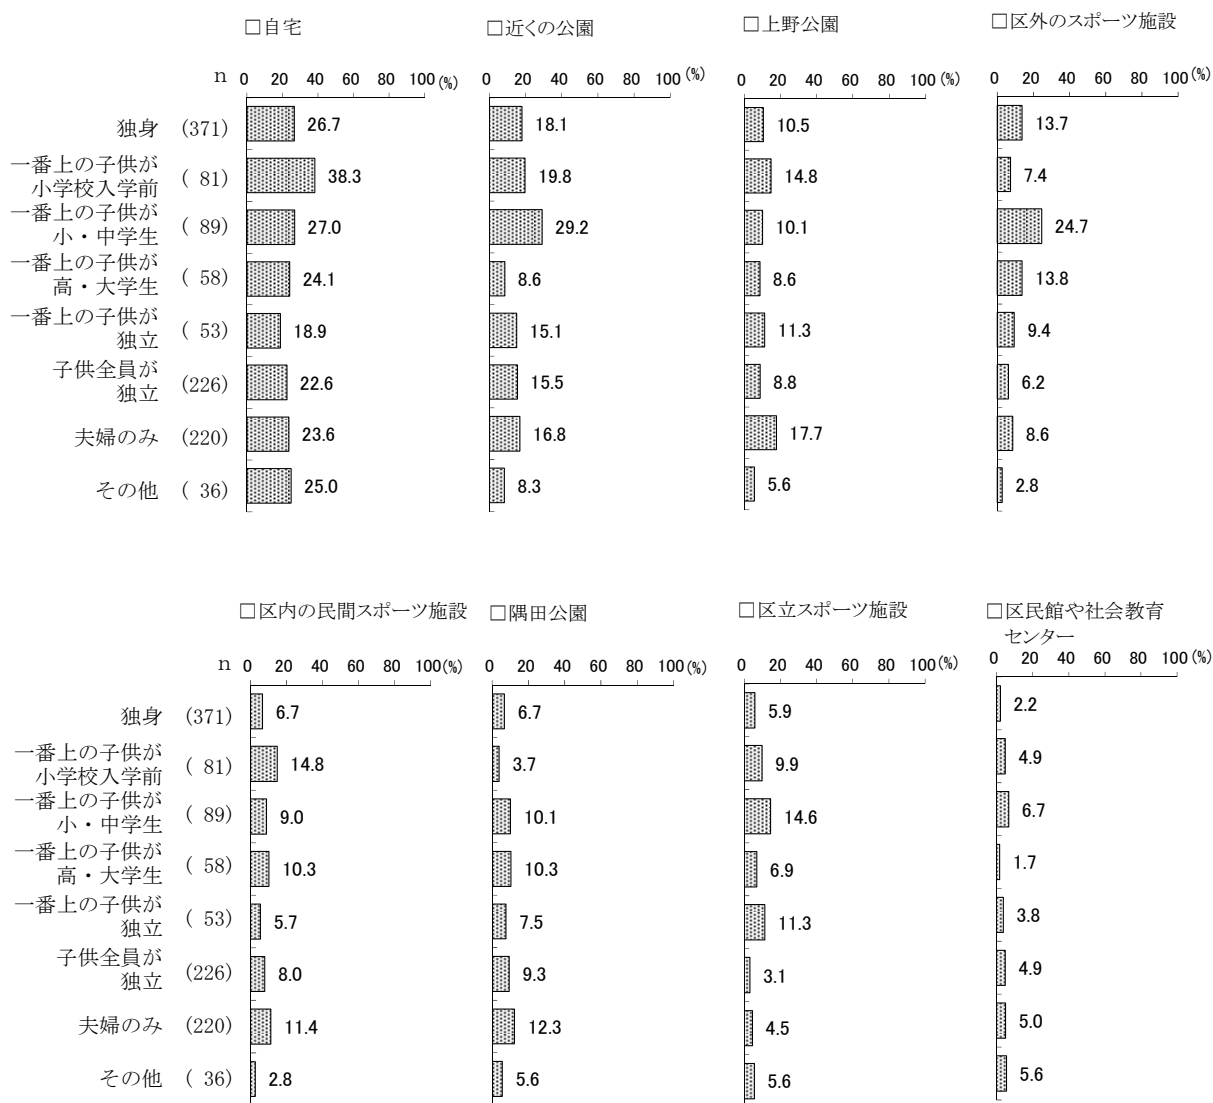 □自宅 □近くの公園 □上野公園 □区外のスポーツ施設
n 0 20 40 60 80 100(%) 0 20 40 60 80 100(%) 0 20 40 60 80 100(%) 0 20 40 60 80 100(%)
独身 (371) 26.7 18.1 10.5 13.7
一番上の子供が
小学校入学前 ( 81) 38.3 19.8 14.8 7.4
一番上の子供が
小・中学生 ( 89) 27.0 29.2 10.1 24.7
一番上の子供が
高・大学生 ( 58) 24.1 8.6 8.6 13.8
一番上の子供が
独立 ( 53) 18.9 15.1 11.3 9.4
子供全員が
独立 (226) 22.6 15.5 8.8 6.2
夫婦のみ (220) 23.6 16.8 17.7 8.6
その他 ( 36) 25.0 8.3 5.6 2.8
□区内の民間スポーツ施設 □隅田公園 □区立スポーツ施設 □区民館や社会教育
センター
n 0 20 40 60 80 100(%) 0 20 40 60 80 100(%) 0 20 40 60 80 100(%) 0 20 40 60 80 100(%)
独身 (371) 6.7 6.7 5.9 2.2
一番上の子供が
小学校入学前 ( 81) 14.8 3.7 9.9 4.9
一番上の子供が
小・中学生 ( 89) 9.0 10.1 14.6 6.7
一番上の子供が
高・大学生 ( 58) 10.3 10.3 6.9 1.7
一番上の子供が
独立 ( 53) 5.7 7.5 11.3 3.8
子供全員が
独立 (226) 8.0 9.3 3.1 4.9
夫婦のみ (220) 11.4 12.3 4.5 5.0
その他 ( 36) 2.8 5.6 5.6 5.6